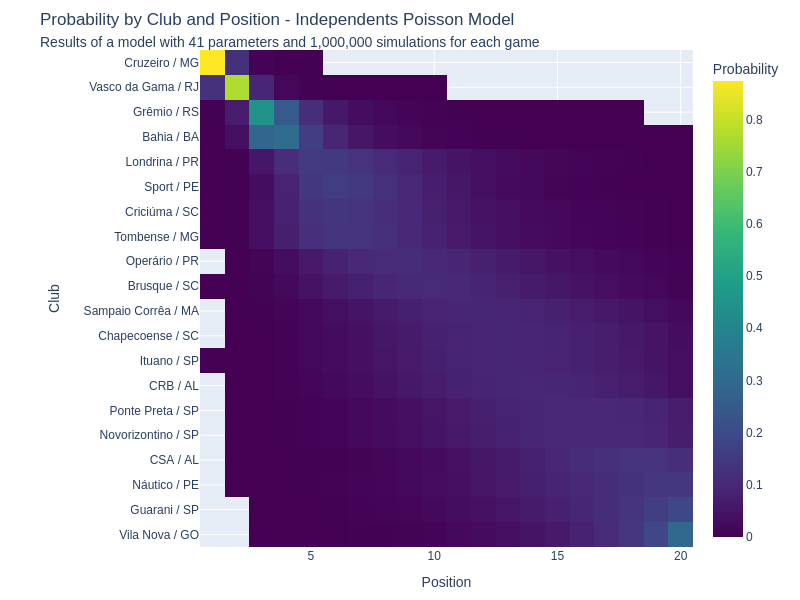 Probability by Club and Position - Independents Poisson Model
Results of a model with 41 parameters and 1,000,000 simulations for each game
Probability
Cruzeiro / MG
Vasco da Gama / RJ
Grêmio / RS
Bahia / BA
Londrina / PR
Sport / PE
Criciúma / SC
Tombense / MG
Operário / PR
Brusque / SC
Sampaio Corrêa / MA
Chapecoense / SC
Ituano / SP
CRB / AL
Ponte Preta / SP
Novorizontino / SP
CSA / AL
Náutico / PE
Guarani / SP
Vila Nova / GO
Club
5
10
15
20
Position
0.8
0.7
0.6
0.5
0.4
0.3
0.2
0.1
0